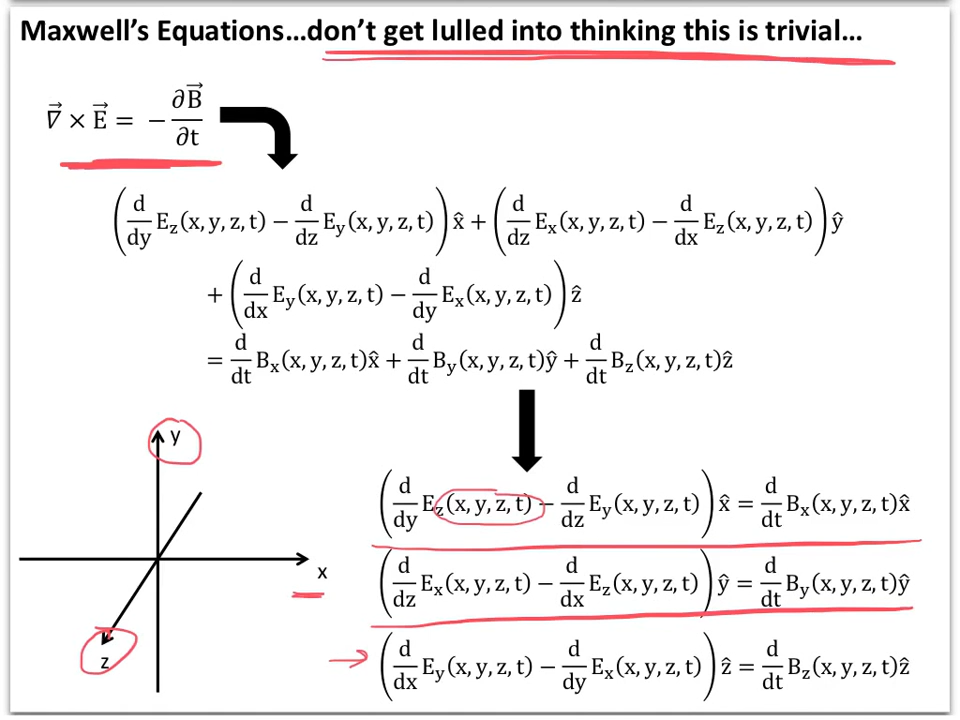 Maxwell's Equations…don't get lulled into thinking this is trivial…
∇⃗ × E⃗ = − ∂B⃗/∂t
(d/dy E_z(x, y, z, t) − d/dz E_y(x, y, z, t)) x̂ + (d/dz E_x(x, y, z, t) − d/dx E_z(x, y, z, t)) ŷ
+ (d/dx E_y(x, y, z, t) − d/dy E_x(x, y, z, t)) ẑ
= d/dt B_x(x, y, z, t)x̂ + d/dt B_y(x, y, z, t)ŷ + d/dt B_z(x, y, z, t)ẑ
y
x
z
(d/dy E_z(x, y, z, t) − d/dz E_y(x, y, z, t)) x̂ = d/dt B_x(x, y, z, t)x̂
(d/dz E_x(x, y, z, t) − d/dx E_z(x, y, z, t)) ŷ = d/dt B_y(x, y, z, t)ŷ
(d/dx E_y(x, y, z, t) − d/dy E_x(x, y, z, t)) ẑ = d/dt B_z(x, y, z, t)ẑ